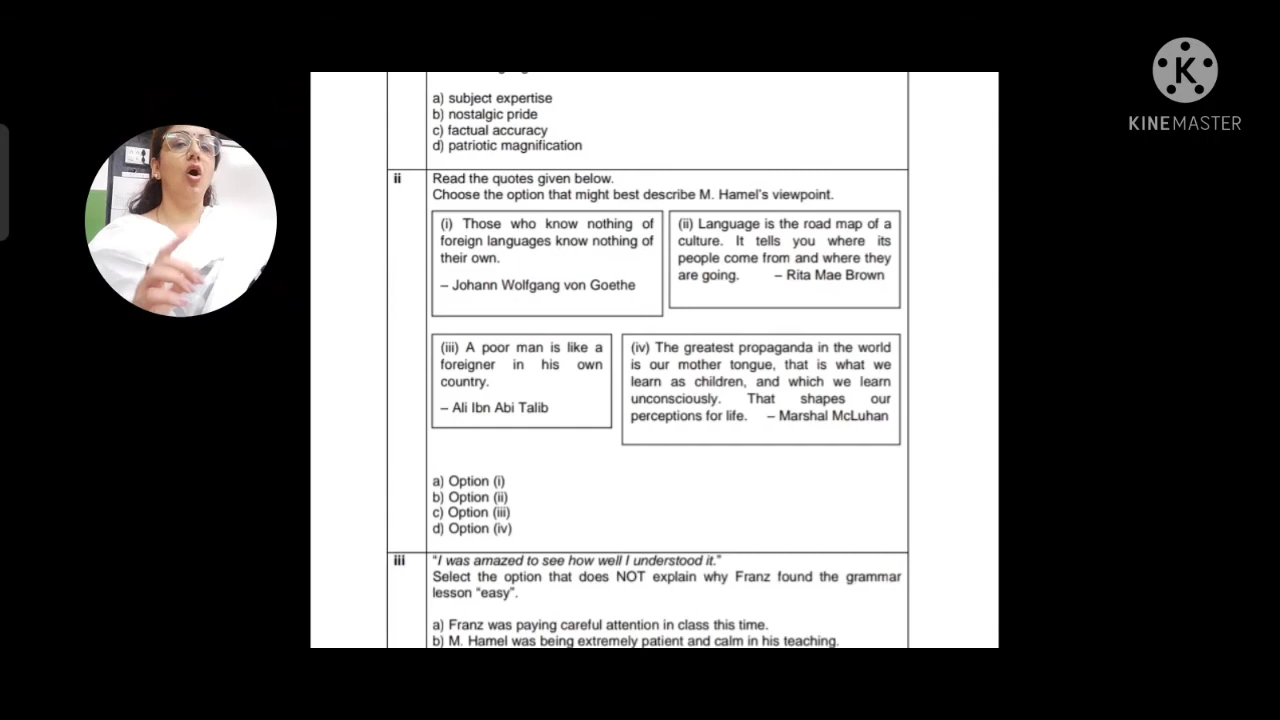 a) subject expertise
b) nostalgic pride
c) factual accuracy
d) patriotic magnification
ii
Read the quotes given below.
Choose the option that might best describe M. Hamel's viewpoint.
(i) Those who know nothing of
foreign languages know nothing of
their own.
– Johann Wolfgang von Goethe
(ii) Language is the road map of a
culture. It tells you where its
people come from and where they
are going. – Rita Mae Brown
(iii) A poor man is like a
foreigner in his own
country.
– Ali Ibn Abi Talib
(iv) The greatest propaganda in the world
is our mother tongue, that is what we
learn as children, and which we learn
unconsciously. That shapes our
perceptions for life. – Marshal McLuhan
a) Option (i)
b) Option (ii)
c) Option (iii)
d) Option (iv)
iii
"I was amazed to see how well I understood it."
Select the option that does NOT explain why Franz found the grammar
lesson "easy".
a) Franz was paying careful attention in class this time.
b) M. Hamel was being extremely patient and calm in his teaching.
K
KINEMASTER